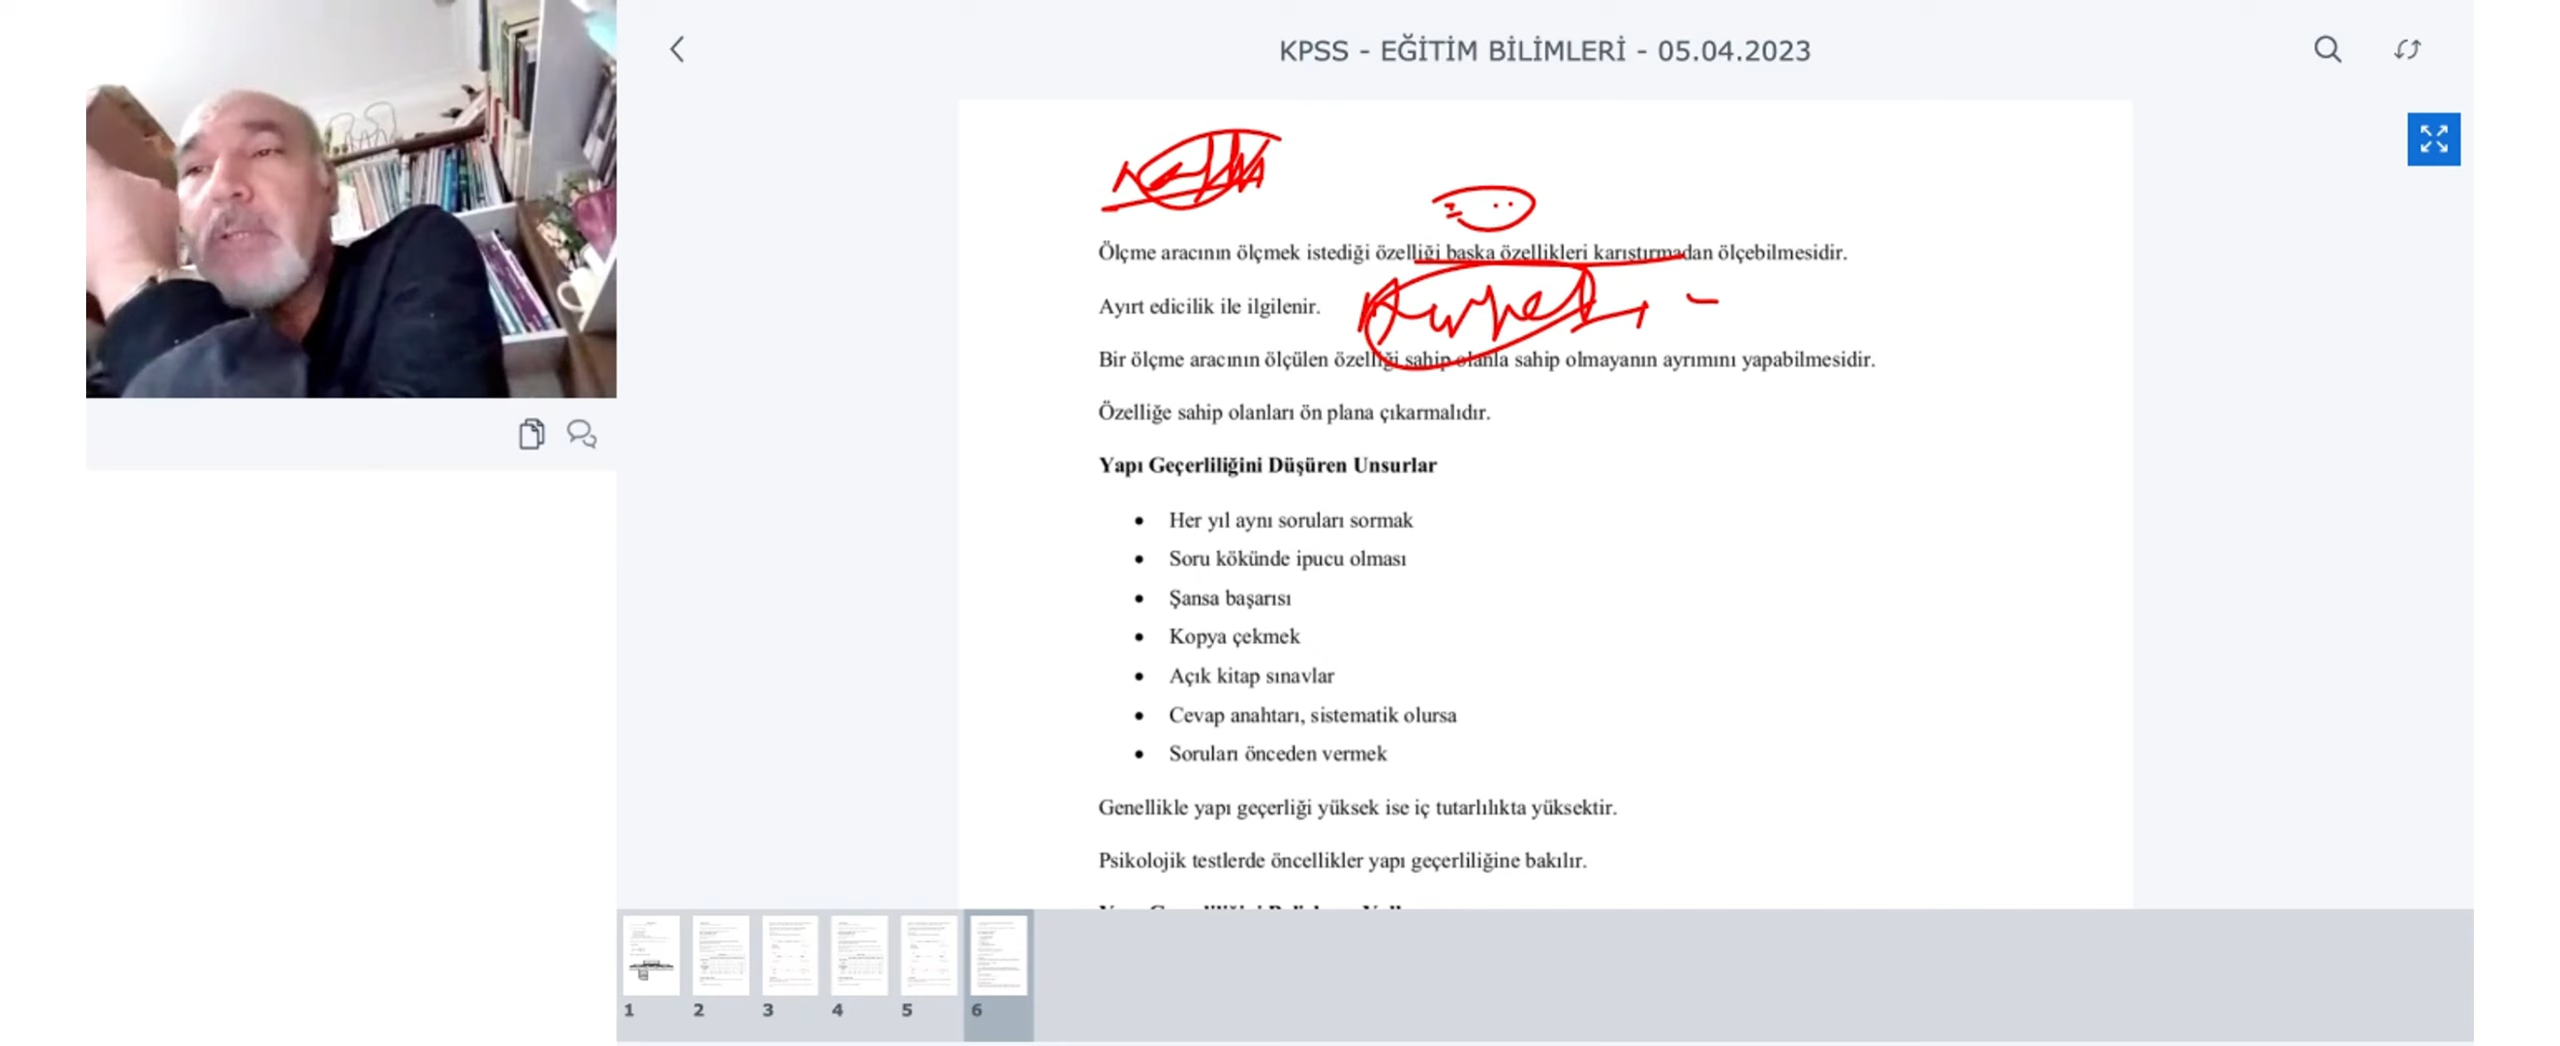 KPSS - EĞİTİM BİLİMLERİ - 05.04.2023
Ölçme aracının ölçmek istediği özelliği başka özellikleri karıştırmadan ölçebilmesidir.
Ayırt edicilik ile ilgilenir.
Bir ölçme aracının ölçülen özelliği sahip olanla sahip olmayanın ayrımını yapabilmesidir.
Özelliğe sahip olanları ön plana çıkarmalıdır.
Yapı Geçerliliğini Düşüren Unsurlar
• Her yıl aynı soruları sormak
• Soru kökünde ipucu olması
• Şansa başarısı
• Kopya çekmek
• Açık kitap sınavlar
• Cevap anahtarı, sistematik olursa
• Soruları önceden vermek
Genellikle yapı geçerliği yüksek ise iç tutarlılıkta yüksektir.
Psikolojik testlerde öncellikler yapı geçerliliğine bakılır.
1 2 3 4 5 6